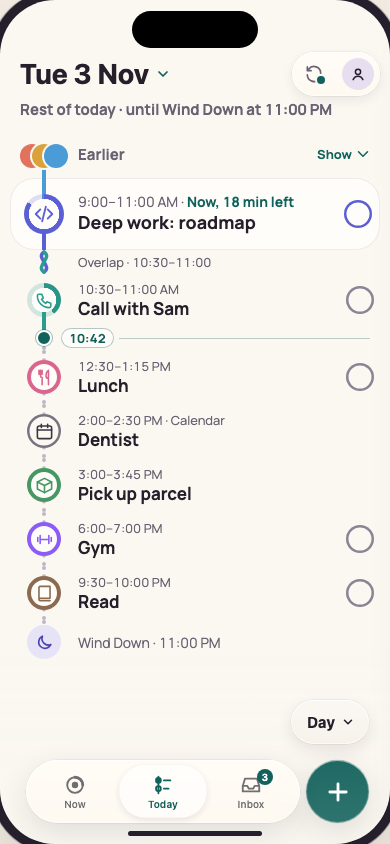 Tue 3 Nov
Rest of today · until Wind Down at 11:00 PM
Earlier
Show
9:00–11:00 AM · Now, 18 min left
Deep work: roadmap
Overlap · 10:30–11:00
10:30–11:00 AM
Call with Sam
10:42
12:30–1:15 PM
Lunch
2:00–2:30 PM · Calendar
Dentist
3:00–3:45 PM
Pick up parcel
6:00–7:00 PM
Gym
9:30–10:00 PM
Read
Wind Down · 11:00 PM
Day
3
Now
Today
Inbox